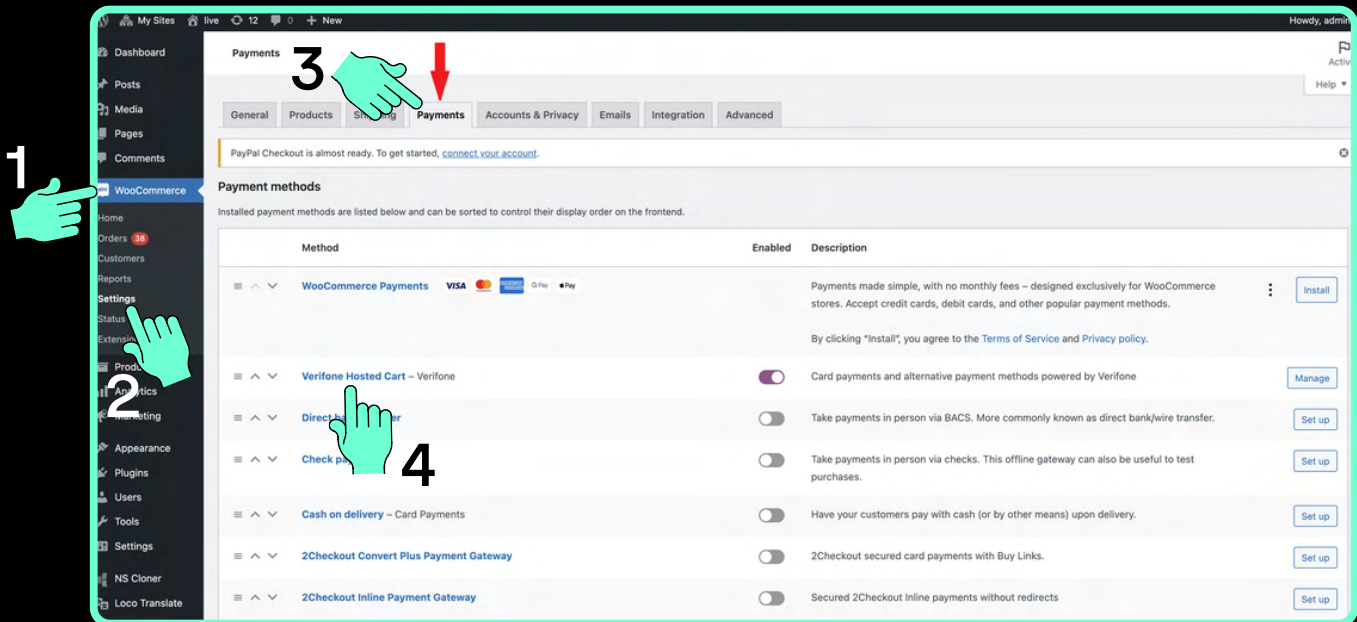 My Sites live 12 0 New
Howdy, admin
Dashboard
Posts
Media
Pages
Comments
1
WooCommerce
Home
Orders 38
Customers
Reports
Settings
Status
2
Marketing
Appearance
Plugins
Users
Tools
Settings
NS Cloner
Loco Translate
Payments
3
Help
General Products Payments Accounts & Privacy Emails Integration Advanced
PayPal Checkout is almost ready. To get started, connect your account.
Payment methods
Installed payment methods are listed below and can be sorted to control their display order on the frontend.
Method Enabled Description
WooCommerce Payments VISA G Pay Pay
Payments made simple, with no monthly fees – designed exclusively for WooCommerce
stores. Accept credit cards, debit cards, and other popular payment methods.
Install
By clicking "Install", you agree to the Terms of Service and Privacy policy.
Verifone Hosted Cart – Verifone
Card payments and alternative payment methods powered by Verifone
Manage
Direct
Take payments in person via BACS. More commonly known as direct bank/wire transfer.
Set up
Check
4
Take payments in person via checks. This offline gateway can also be useful to test
purchases.
Set up
Cash on delivery – Card Payments
Have your customers pay with cash (or by other means) upon delivery.
Set up
2Checkout Convert Plus Payment Gateway
2Checkout secured card payments with Buy Links.
Set up
2Checkout Inline Payment Gateway
Secured 2Checkout Inline payments without redirects
Set up